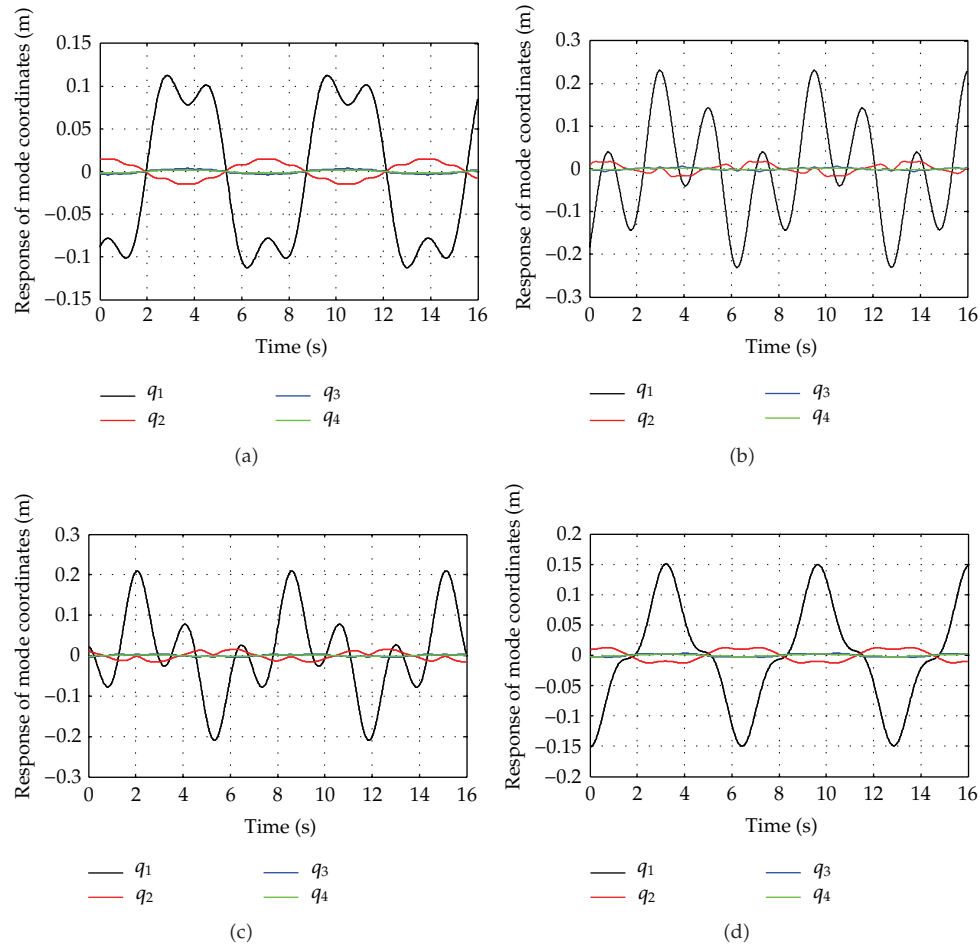 Response of mode coordinates (m)
0.15
0.1
0.05
0
−0.05
−0.1
−0.15
0 2 4 6 8 10 12 14 16
Time (s)
q1 q3
q2 q4
(a)
Response of mode coordinates (m)
0.3
0.2
0.1
0
−0.1
−0.2
−0.3
0 2 4 6 8 10 12 14 16
Time (s)
q1 q3
q2 q4
(b)
Response of mode coordinates (m)
0.3
0.2
0.1
0
−0.1
−0.2
−0.3
0 2 4 6 8 10 12 14 16
Time (s)
q1 q3
q2 q4
(c)
Response of mode coordinates (m)
0.2
0.15
0.1
0.05
0
−0.05
−0.1
−0.15
−0.2
0 2 4 6 8 10 12 14 16
Time (s)
q1 q3
q2 q4
(d)